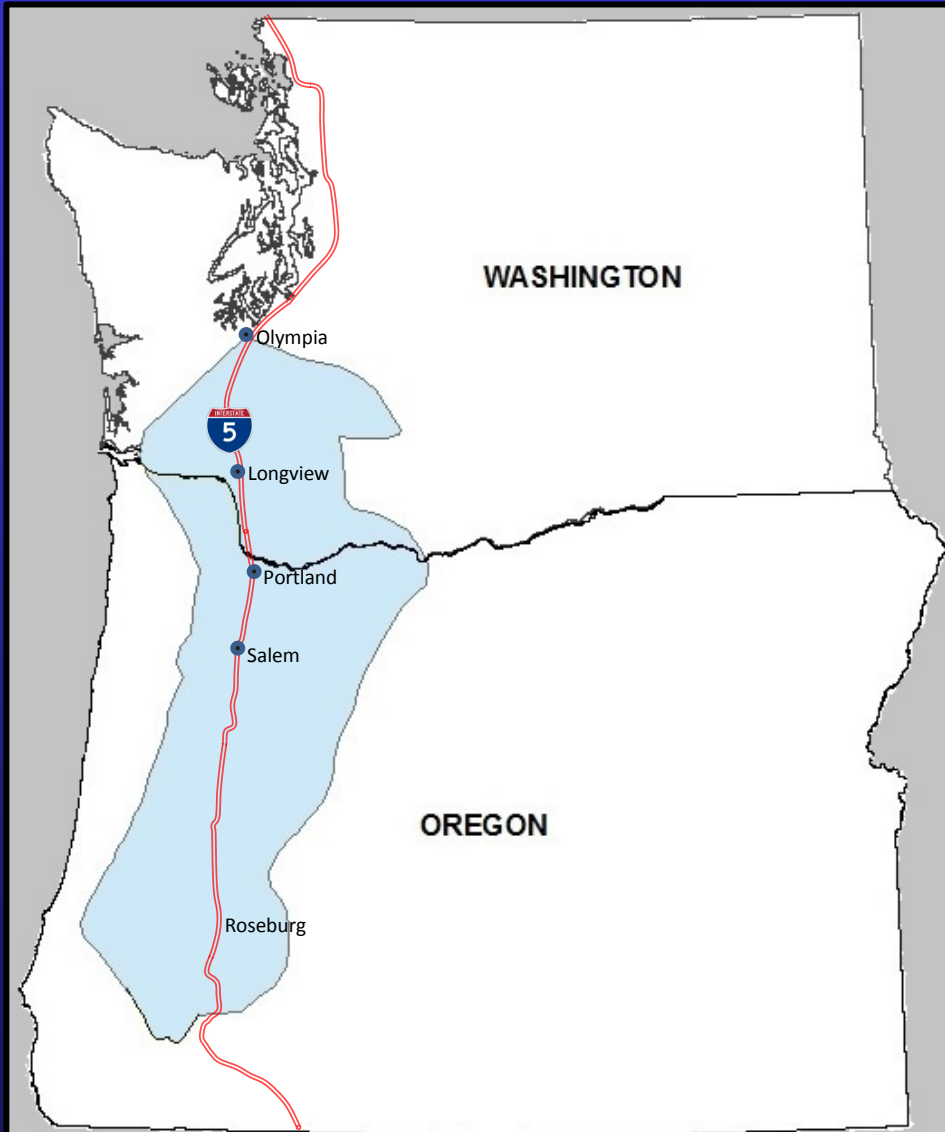 WASHINGTON
Olympia
INTERSTATE
5
Longview
Portland
Salem
OREGON
Roseburg